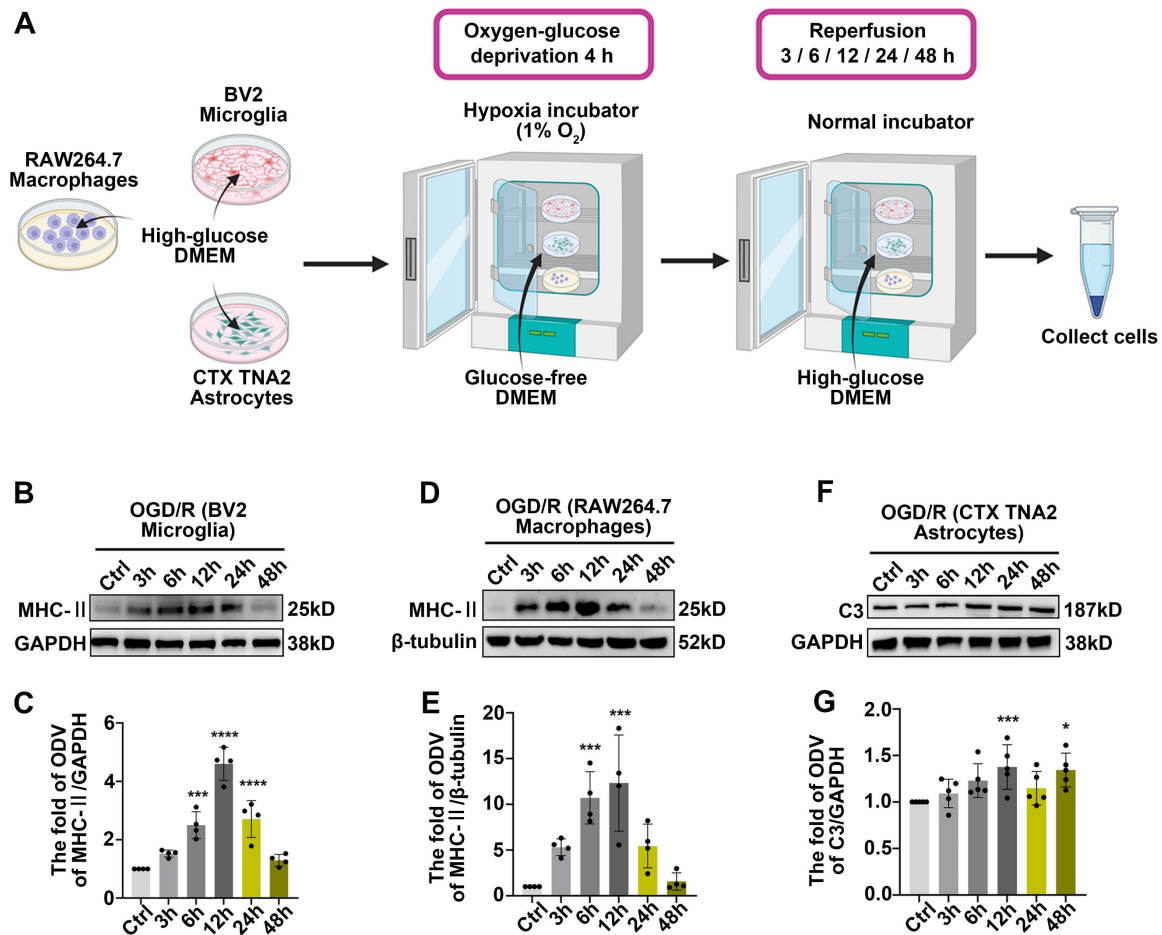 A
Oxygen-glucose
deprivation 4 h
Reperfusion
3 / 6 / 12 / 24 / 48 h
BV2
Microglia
Hypoxia incubator
(1% O2)
Normal incubator
RAW264.7
Macrophages
High-glucose
DMEM
CTX TNA2
Astrocytes
Glucose-free
DMEM
High-glucose
DMEM
Collect cells
B
OGD/R (BV2
Microglia)
Ctrl 3h 6h 12h 24h 48h
MHC-Ⅱ 25kD
GAPDH 38kD
C
The fold of ODV
of MHC-Ⅱ/GAPDH
6
4
2
0
*** **** ****
Ctrl 3h 6h 12h 24h 48h
D
OGD/R (RAW264.7
Macrophages)
Ctrl 3h 6h 12h 24h 48h
MHC-Ⅱ 25kD
β-tubulin 52kD
E
The fold of ODV
of MHC-Ⅱ/β-tubulin
20
15
10
5
0
*** ***
Ctrl 3h 6h 12h 24h 48h
F
OGD/R (CTX TNA2
Astrocytes)
Ctrl 3h 6h 12h 24h 48h
C3 187kD
GAPDH 38kD
G
The fold of ODV
of C3/GAPDH
2.0
1.5
1.0
0.5
0.0
*** *
Ctrl 3h 6h 12h 24h 48h